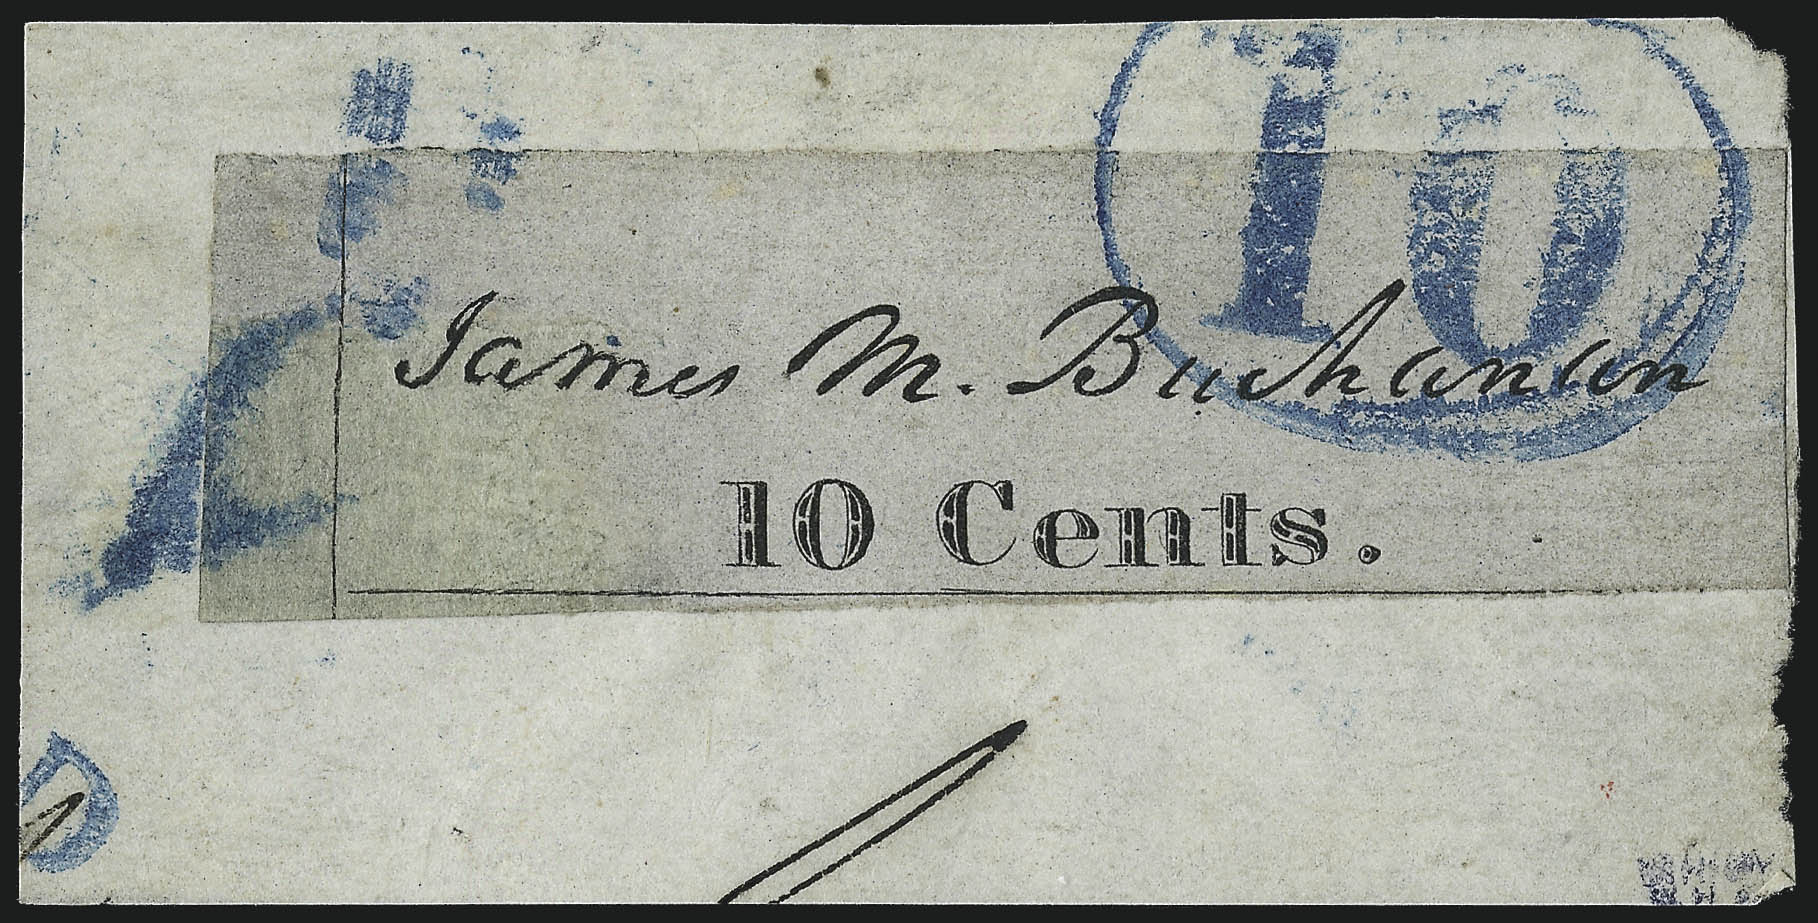 10
James M. Buchanan
10 Cents.
D